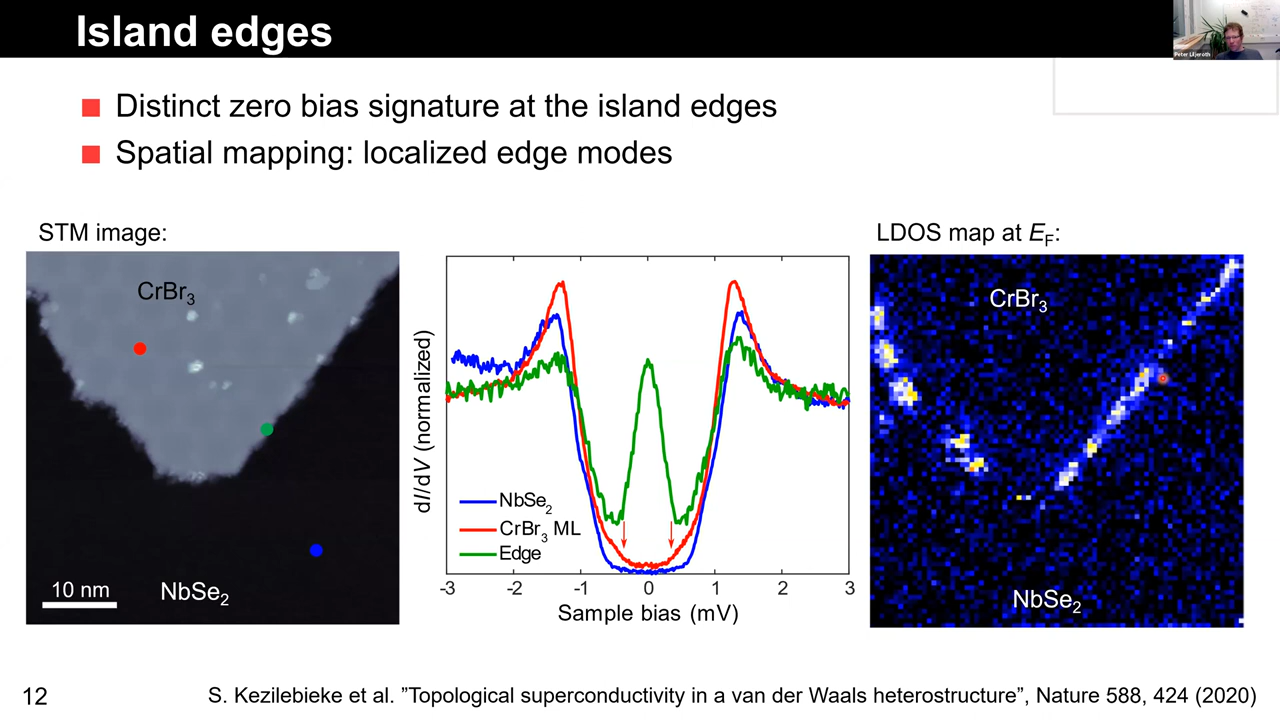 Island edges
Peter Liljeroth
Distinct zero bias signature at the island edges
Spatial mapping: localized edge modes
STM image:
CrBr₃
10 nm
NbSe₂
dI/dV (normalized)
NbSe₂
CrBr₃ ML
Edge
-3 -2 -1 0 1 2 3
Sample bias (mV)
LDOS map at E_F:
CrBr₃
NbSe₂
12
S. Kezilebieke et al. ”Topological superconductivity in a van der Waals heterostructure”, Nature 588, 424 (2020)